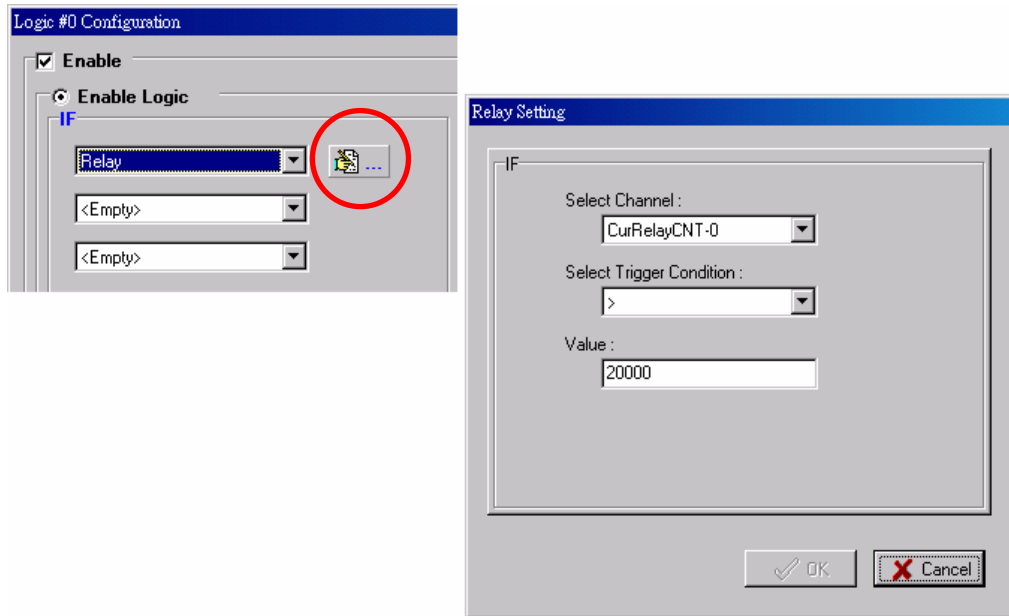 Logic #0 Configuration
Enable
Enable Logic
IF
Relay
...
<Empty>
<Empty>
Relay Setting
IF
Select Channel :
CurRelayCNT-0
Select Trigger Condition :
>
Value :
20000
OK
Cancel